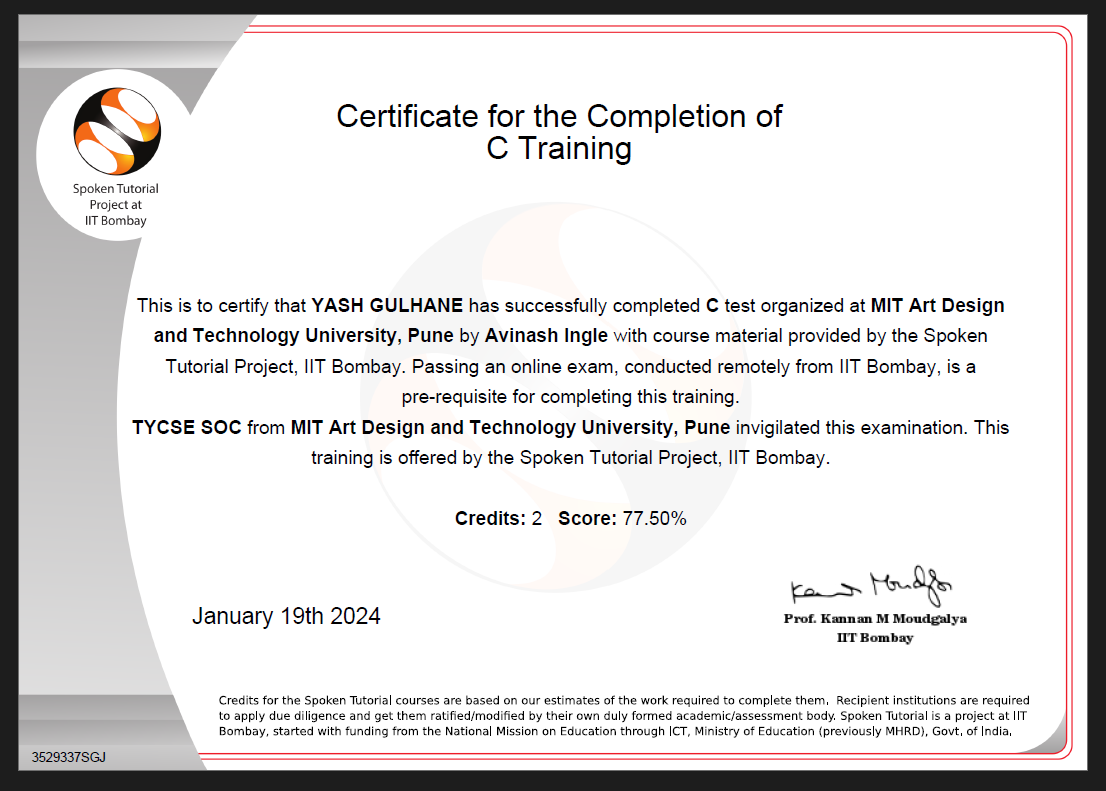 Spoken Tutorial
Project at
IIT Bombay
Certificate for the Completion of
C Training
This is to certify that YASH GULHANE has successfully completed C test organized at MIT Art Design
and Technology University, Pune by Avinash Ingle with course material provided by the Spoken
Tutorial Project, IIT Bombay. Passing an online exam, conducted remotely from IIT Bombay, is a
pre-requisite for completing this training.
TYCSE SOC from MIT Art Design and Technology University, Pune invigilated this examination. This
training is offered by the Spoken Tutorial Project, IIT Bombay.
Credits: 2 Score: 77.50%
January 19th 2024
Kannan Moudgalya
Prof. Kannan M Moudgalya
IIT Bombay
Credits for the Spoken Tutorial courses are based on our estimates of the work required to complete them. Recipient institutions are required
to apply due diligence and get them ratified/modified by their own duly formed academic/assessment body. Spoken Tutorial is a project at IIT
Bombay, started with funding from the National Mission on Education through ICT, Ministry of Education (previously MHRD), Govt. of India.
3529337SGJ